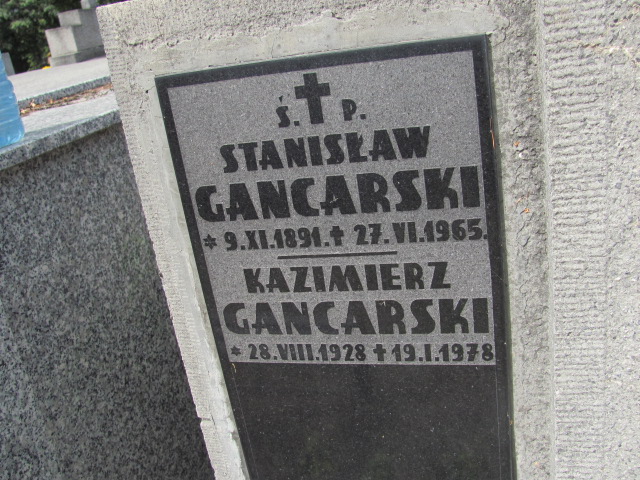 Ś. ✝ P.
STANISŁAW
GANCARSKI
* 9.XI.1891. ✝ 27.VI.1965.
KAZIMIERZ
GANCARSKI
* 28.VIII.1928 ✝ 19.I.1978